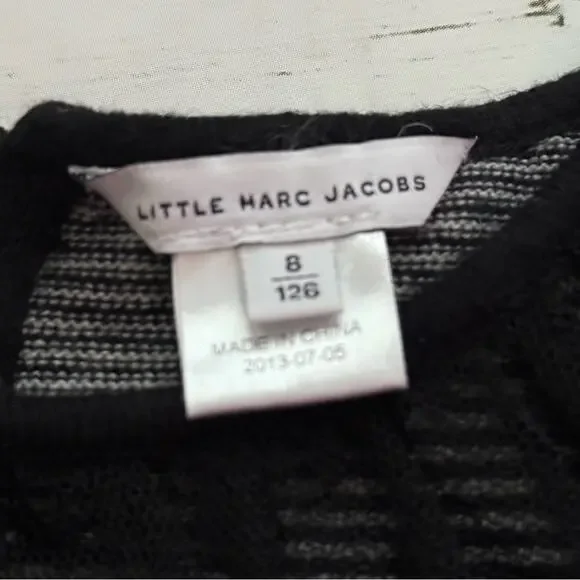 LITTLE MARC JACOBS
8
126
MADE IN CHINA
2013-07-05